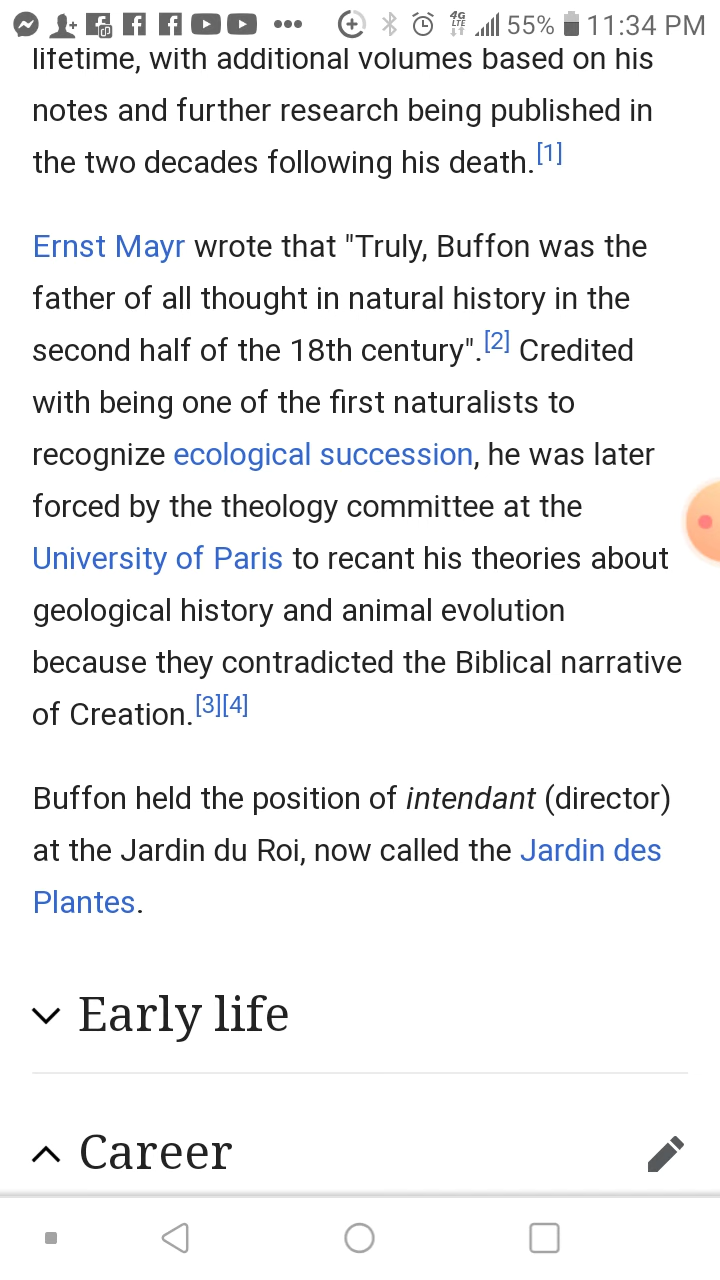 4G
LTE
55%
11:34 PM
lifetime, with additional volumes based on his
notes and further research being published in
the two decades following his death.[1]
Ernst Mayr wrote that "Truly, Buffon was the
father of all thought in natural history in the
second half of the 18th century".[2] Credited
with being one of the first naturalists to
recognize ecological succession, he was later
forced by the theology committee at the
University of Paris to recant his theories about
geological history and animal evolution
because they contradicted the Biblical narrative
of Creation.[3][4]
Buffon held the position of intendant (director)
at the Jardin du Roi, now called the Jardin des
Plantes.
Early life
Career